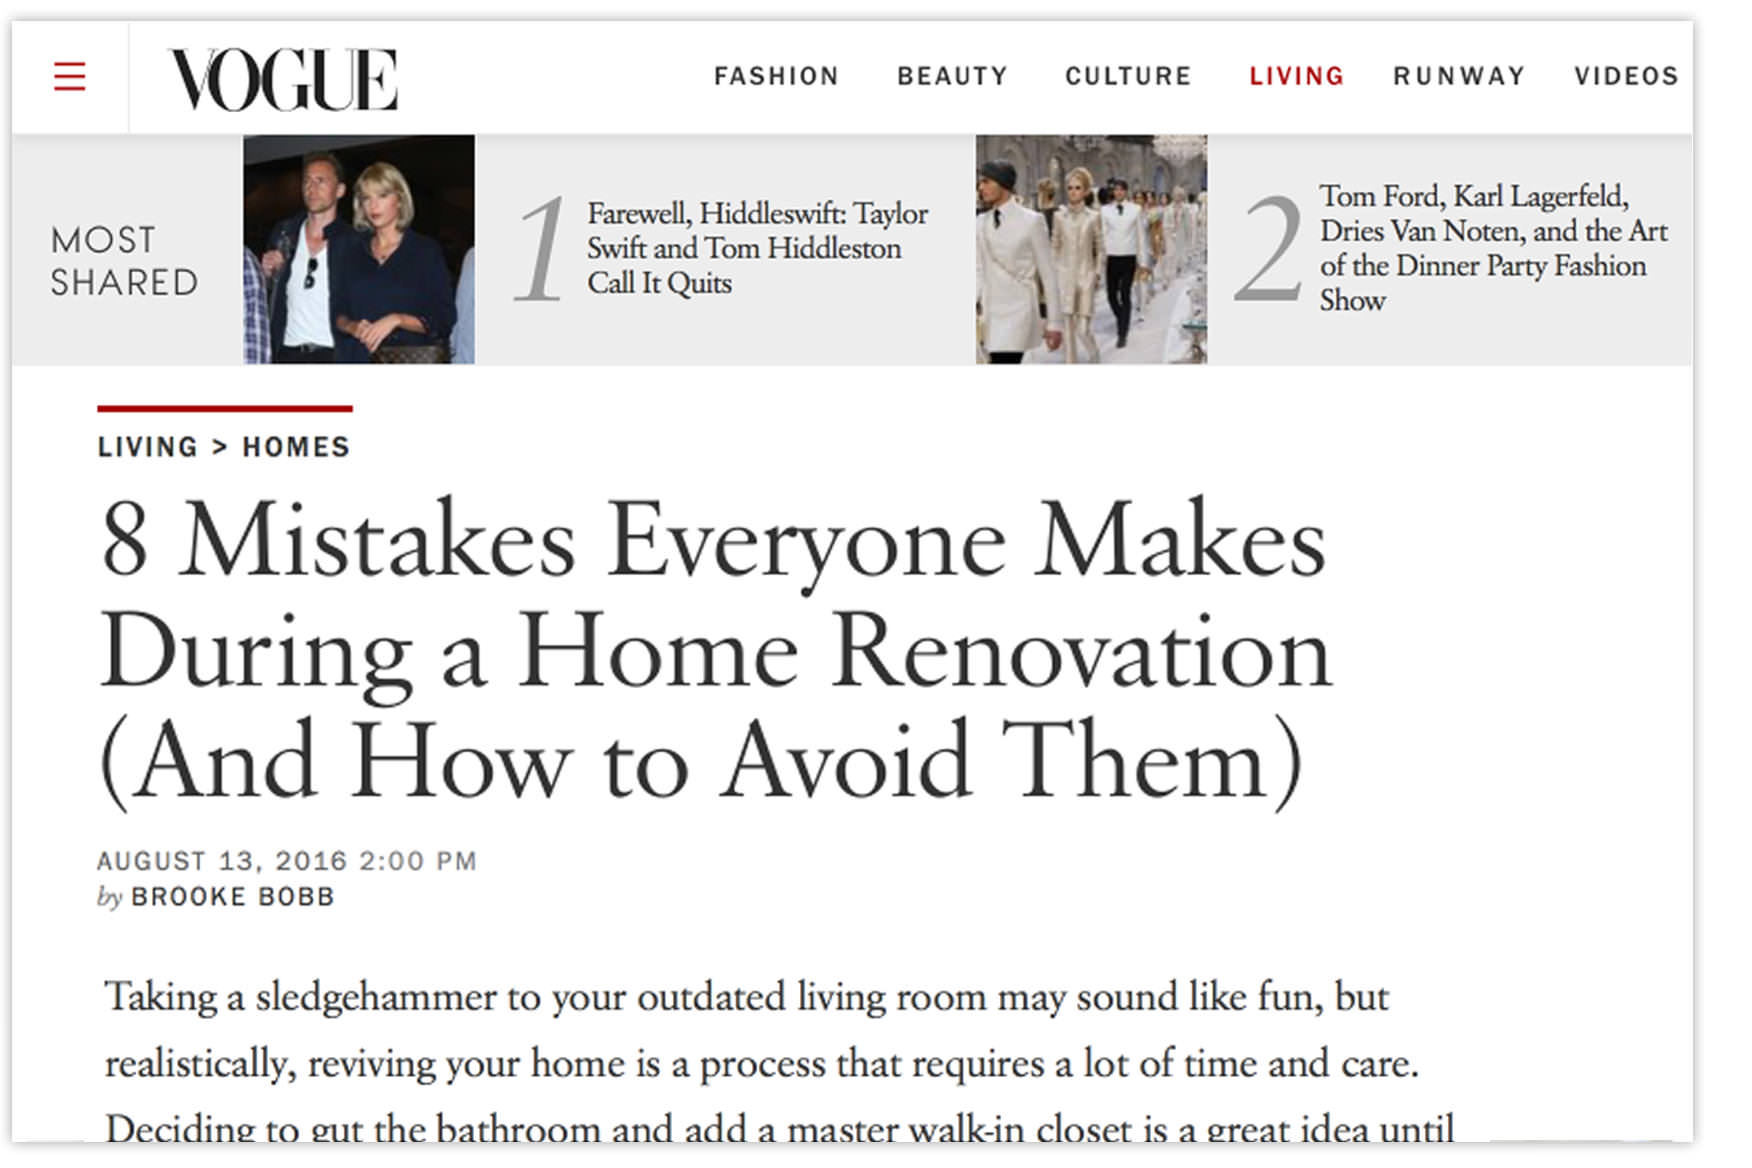 VOGUE
FASHION BEAUTY CULTURE LIVING RUNWAY VIDEOS
MOST
SHARED
1
Farewell, Hiddleswift: Taylor
Swift and Tom Hiddleston
Call It Quits
2
Tom Ford, Karl Lagerfeld,
Dries Van Noten, and the Art
of the Dinner Party Fashion
Show
LIVING > HOMES
8 Mistakes Everyone Makes
During a Home Renovation
(And How to Avoid Them)
AUGUST 13, 2016 2:00 PM
by BROOKE BOBB
Taking a sledgehammer to your outdated living room may sound like fun, but
realistically, reviving your home is a process that requires a lot of time and care.
Deciding to gut the bathroom and add a master walk-in closet is a great idea until